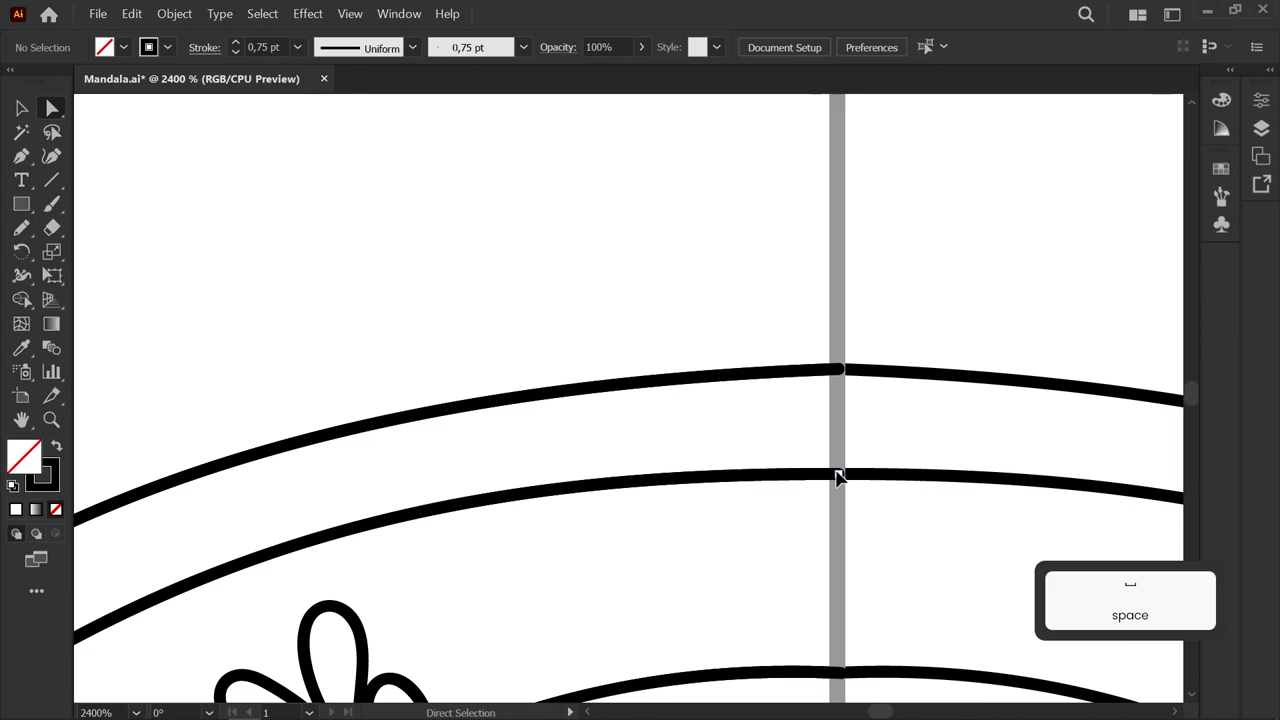 Ai File Edit Object Type Select Effect View Window Help
No Selection Stroke: 0,75 pt Uniform 0,75 pt Opacity: 100% Style: Document Setup Preferences
Mandala.ai* @ 2400 % (RGB/CPU Preview)
space
2400% 0° 1 Direct Selection